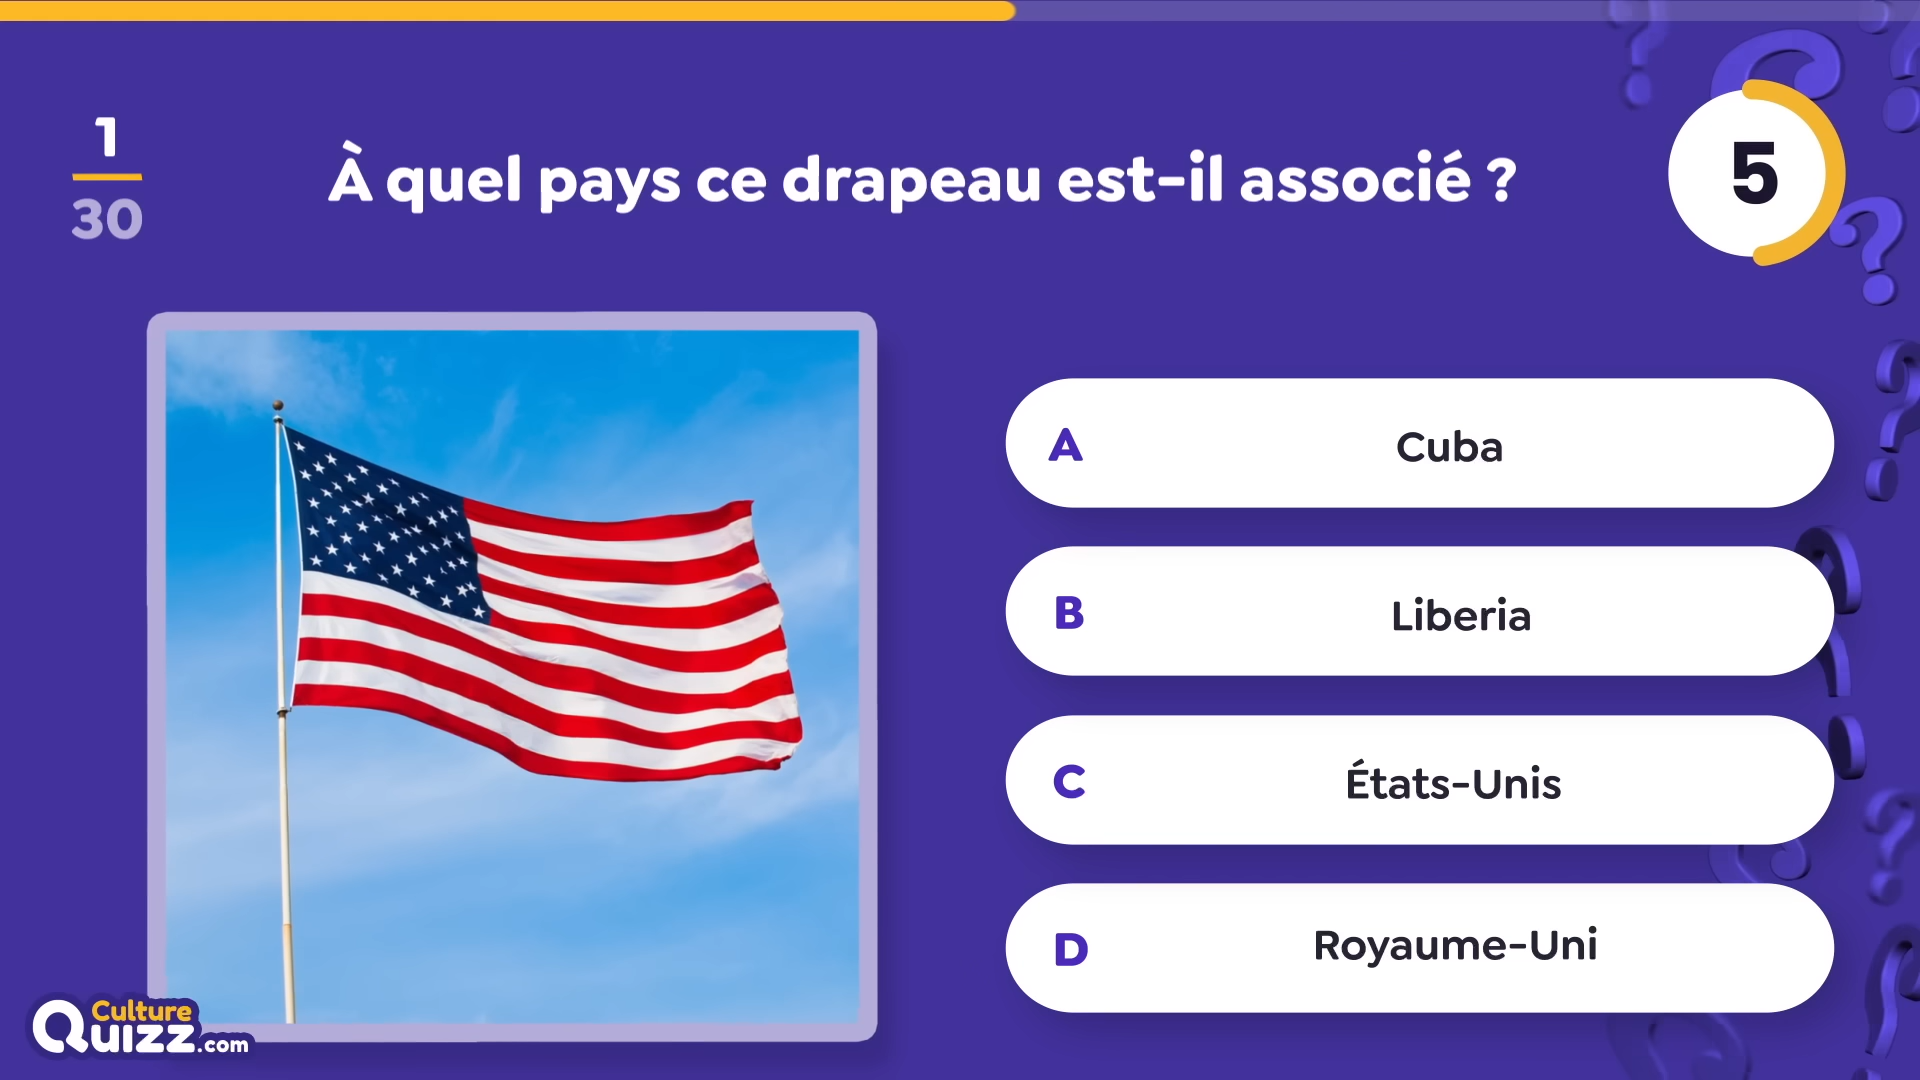 1
30
À quel pays ce drapeau est-il associé ?
5
A Cuba
B Liberia
C États-Unis
D Royaume-Uni
Culture
Quizz.com